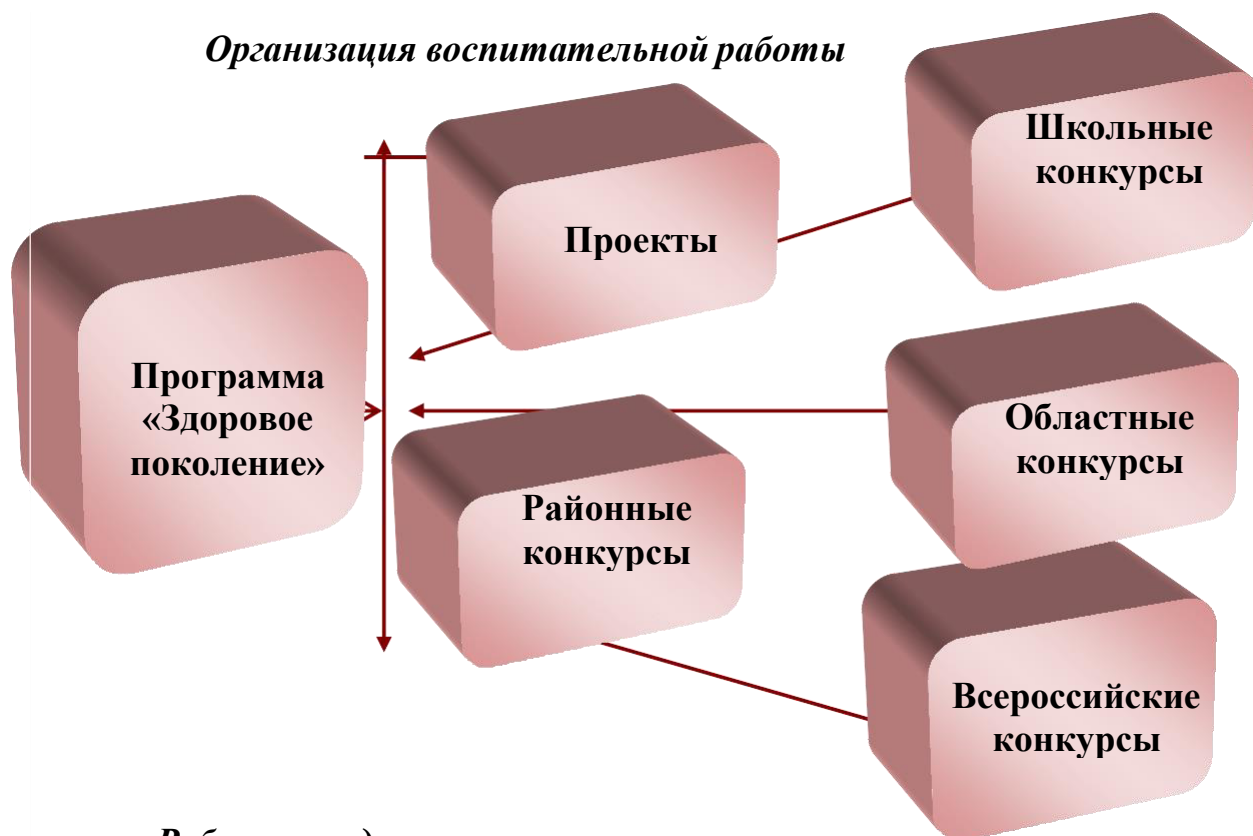 Организация воспитательной работы
Школьные
конкурсы
Проекты
Программа
«Здоровое
поколение»
Областные
конкурсы
Районные
конкурсы
Всероссийские
конкурсы